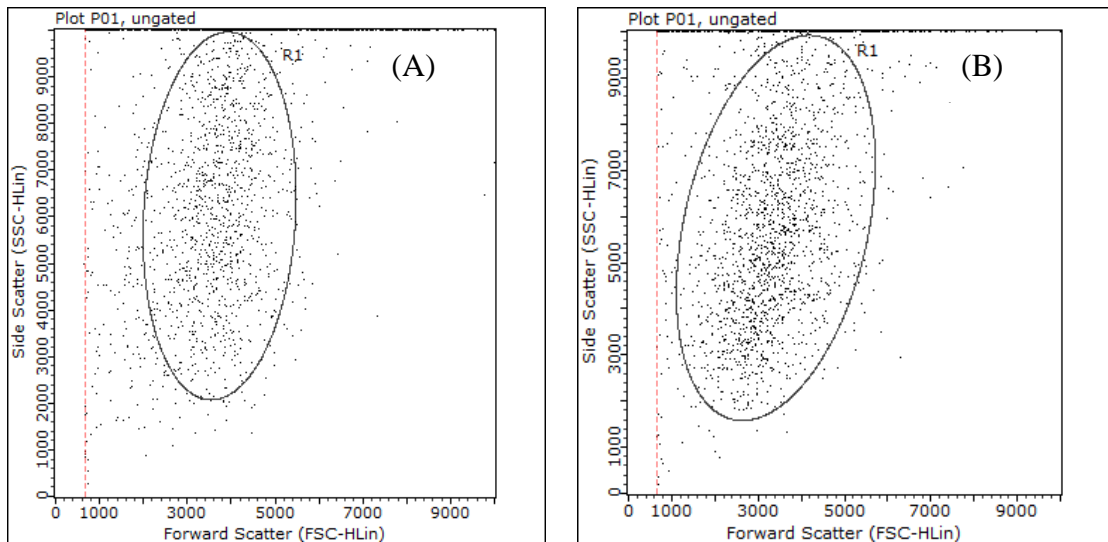 Plot P01, ungated
(A)
R1
9000
8000
7000
6000
5000
4000
3000
2000
1000
0
Side Scatter (SSC-HLin)
0 1000 3000 5000 7000 9000
Forward Scatter (FSC-HLin)
Plot P01, ungated
(B)
R1
9000
7000
5000
3000
1000
0
Side Scatter (SSC-HLin)
0 1000 3000 5000 7000 9000
Forward Scatter (FSC-HLin)